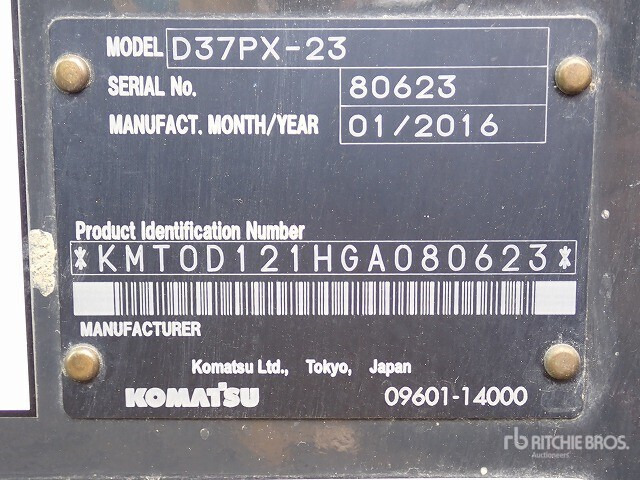 MODEL D37PX-23
SERIAL No. 80623
MANUFACT. MONTH/YEAR 01/2016
Product Identification Number
*KMT0D121HGA080623*
MANUFACTURER
Komatsu Ltd., Tokyo, Japan
KOMATSU 09601-14000
rb RITCHIE BROS.
Auctioneers